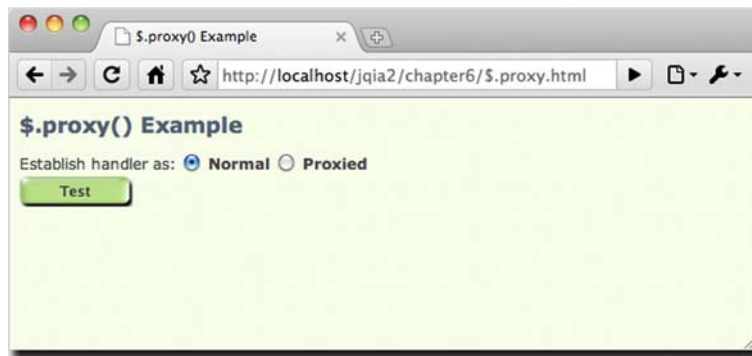 $.proxy() Example
http://localhost/jqia2/chapter6/$.proxy.html
$.proxy() Example
Establish handler as: Normal Proxied
Test